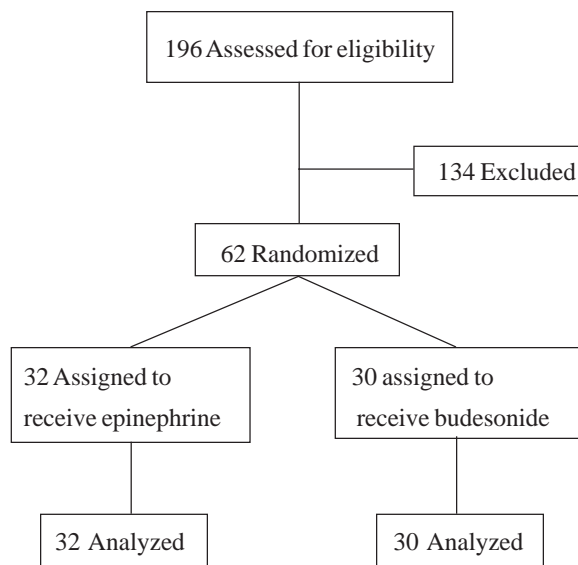 196 Assessed for eligibility
134 Excluded
62 Randomized
32 Assigned to
receive epinephrine
30 assigned to
receive budesonide
32 Analyzed
30 Analyzed